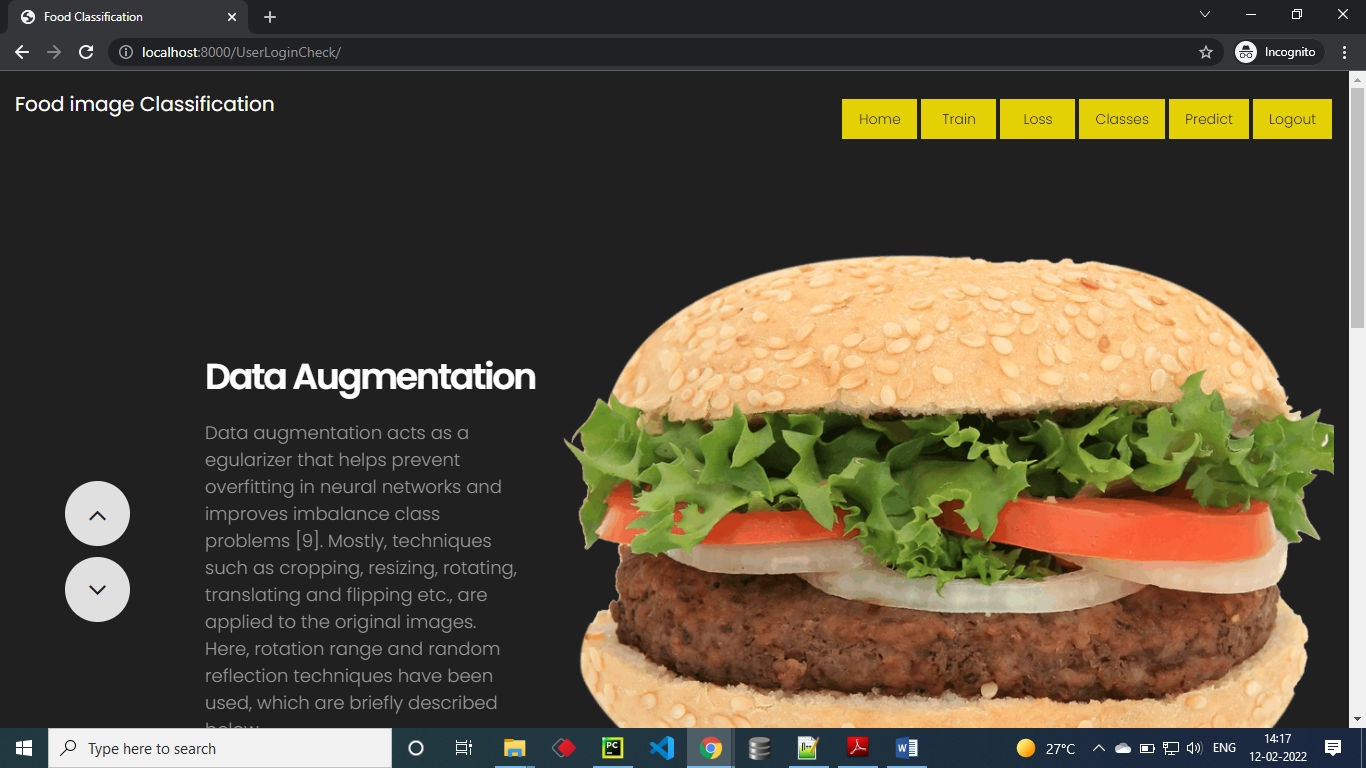 Food Classification
localhost:8000/UserLoginCheck/
Incognito
Food image Classification
Home Train Loss Classes Predict Logout
Data Augmentation
Data augmentation acts as a
egularizer that helps prevent
overfitting in neural networks and
improves imbalance class
problems [9]. Mostly, techniques
such as cropping, resizing, rotating,
translating and flipping etc., are
applied to the original images.
Here, rotation range and random
reflection techniques have been
used, which are briefly described
below
Type here to search
PC
27°C
ENG
14:17
12-02-2022